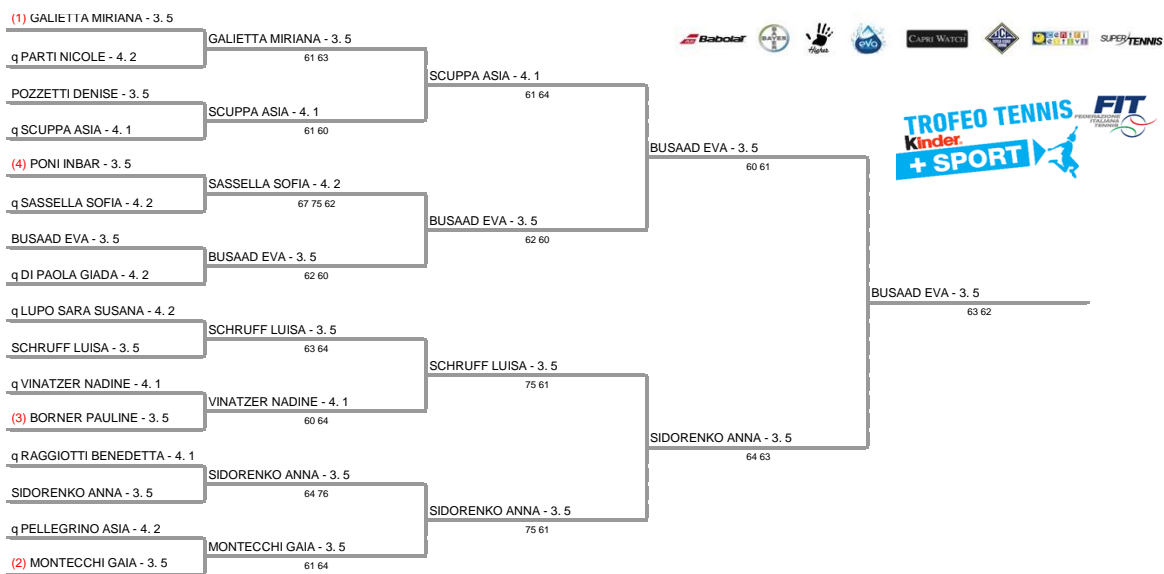 (1) GALIETTA MIRIANA - 3. 5
q PARTI NICOLE - 4. 2
POZZETTI DENISE - 3. 5
q SCUPPA ASIA - 4. 1
(4) PONI INBAR - 3. 5
q SASSELLA SOFIA - 4. 2
BUSAAD EVA - 3. 5
q DI PAOLA GIADA - 4. 2
q LUPO SARA SUSANA - 4. 2
SCHRUFF LUISA - 3. 5
q VINATZER NADINE - 4. 1
(3) BORNER PAULINE - 3. 5
q RAGGIOTTI BENEDETTA - 4. 1
SIDORENKO ANNA - 3. 5
q PELLEGRINO ASIA - 4. 2
(2) MONTECCHI GAIA - 3. 5
GALIETTA MIRIANA - 3. 5
61 63
SCUPPA ASIA - 4. 1
61 60
SASSELLA SOFIA - 4. 2
67 75 62
BUSAAD EVA - 3. 5
62 60
SCHRUFF LUISA - 3. 5
63 64
VINATZER NADINE - 4. 1
60 64
SIDORENKO ANNA - 3. 5
64 76
MONTECCHI GAIA - 3. 5
61 64
SCUPPA ASIA - 4. 1
61 64
BUSAAD EVA - 3. 5
62 60
SCHRUFF LUISA - 3. 5
75 61
SIDORENKO ANNA - 3. 5
75 61
BUSAAD EVA - 3. 5
60 61
SIDORENKO ANNA - 3. 5
64 63
BUSAAD EVA - 3. 5
63 62
Babolat
BAYER
Higher
eva
CAPRI WATCH
SUPERTENNIS
TROFEO TENNIS
Kinder
+ SPORT
FIT
FEDERAZIONE
ITALIANA
TENNIS